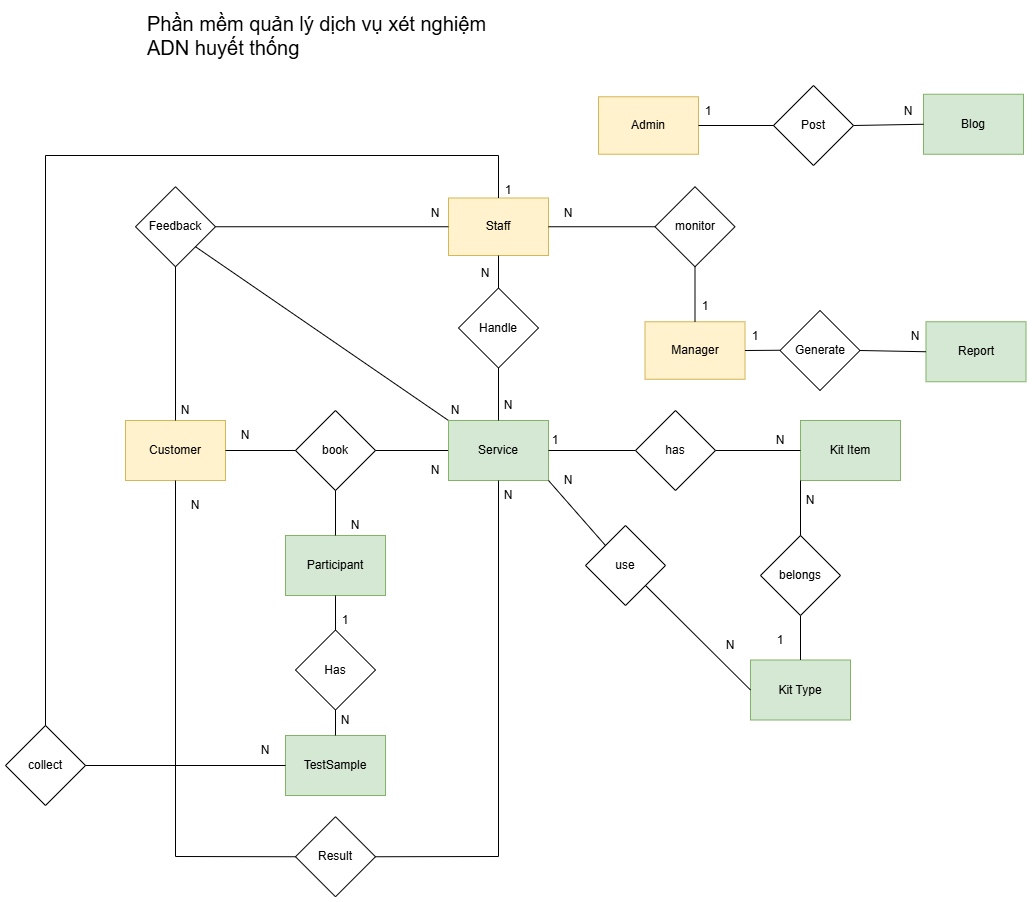 Phần mềm quản lý dịch vụ xét nghiệm
ADN huyết thống
Admin
1
Post
N
Blog
1
Feedback
N
Staff
N
monitor
N
1
Handle
Manager
1
Generate
N
Report
N
N
N
Customer
N
book
N
Service
1
has
N
Kit Item
N
N
N
N
N
Participant
use
belongs
1
N
1
Has
Kit Type
N
N
collect
TestSample
Result